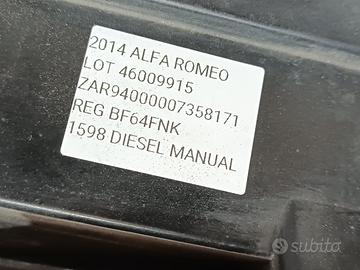 2014 ALFA ROMEO
LOT 46009915
ZAR94000007358171
REG BF64FNK
1598 DIESEL MANUAL
subito